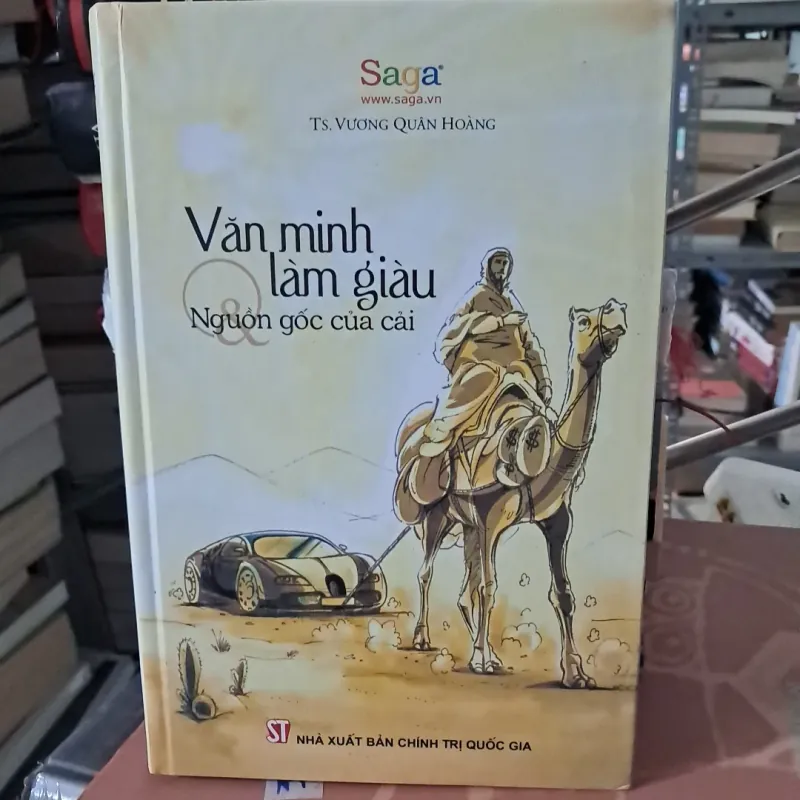 Saga®
www.saga.vn
TS. VƯƠNG QUÂN HOÀNG
Văn minh
làm giàu
&
Nguồn gốc của cải
$ $
ST NHÀ XUẤT BẢN CHÍNH TRỊ QUỐC GIA